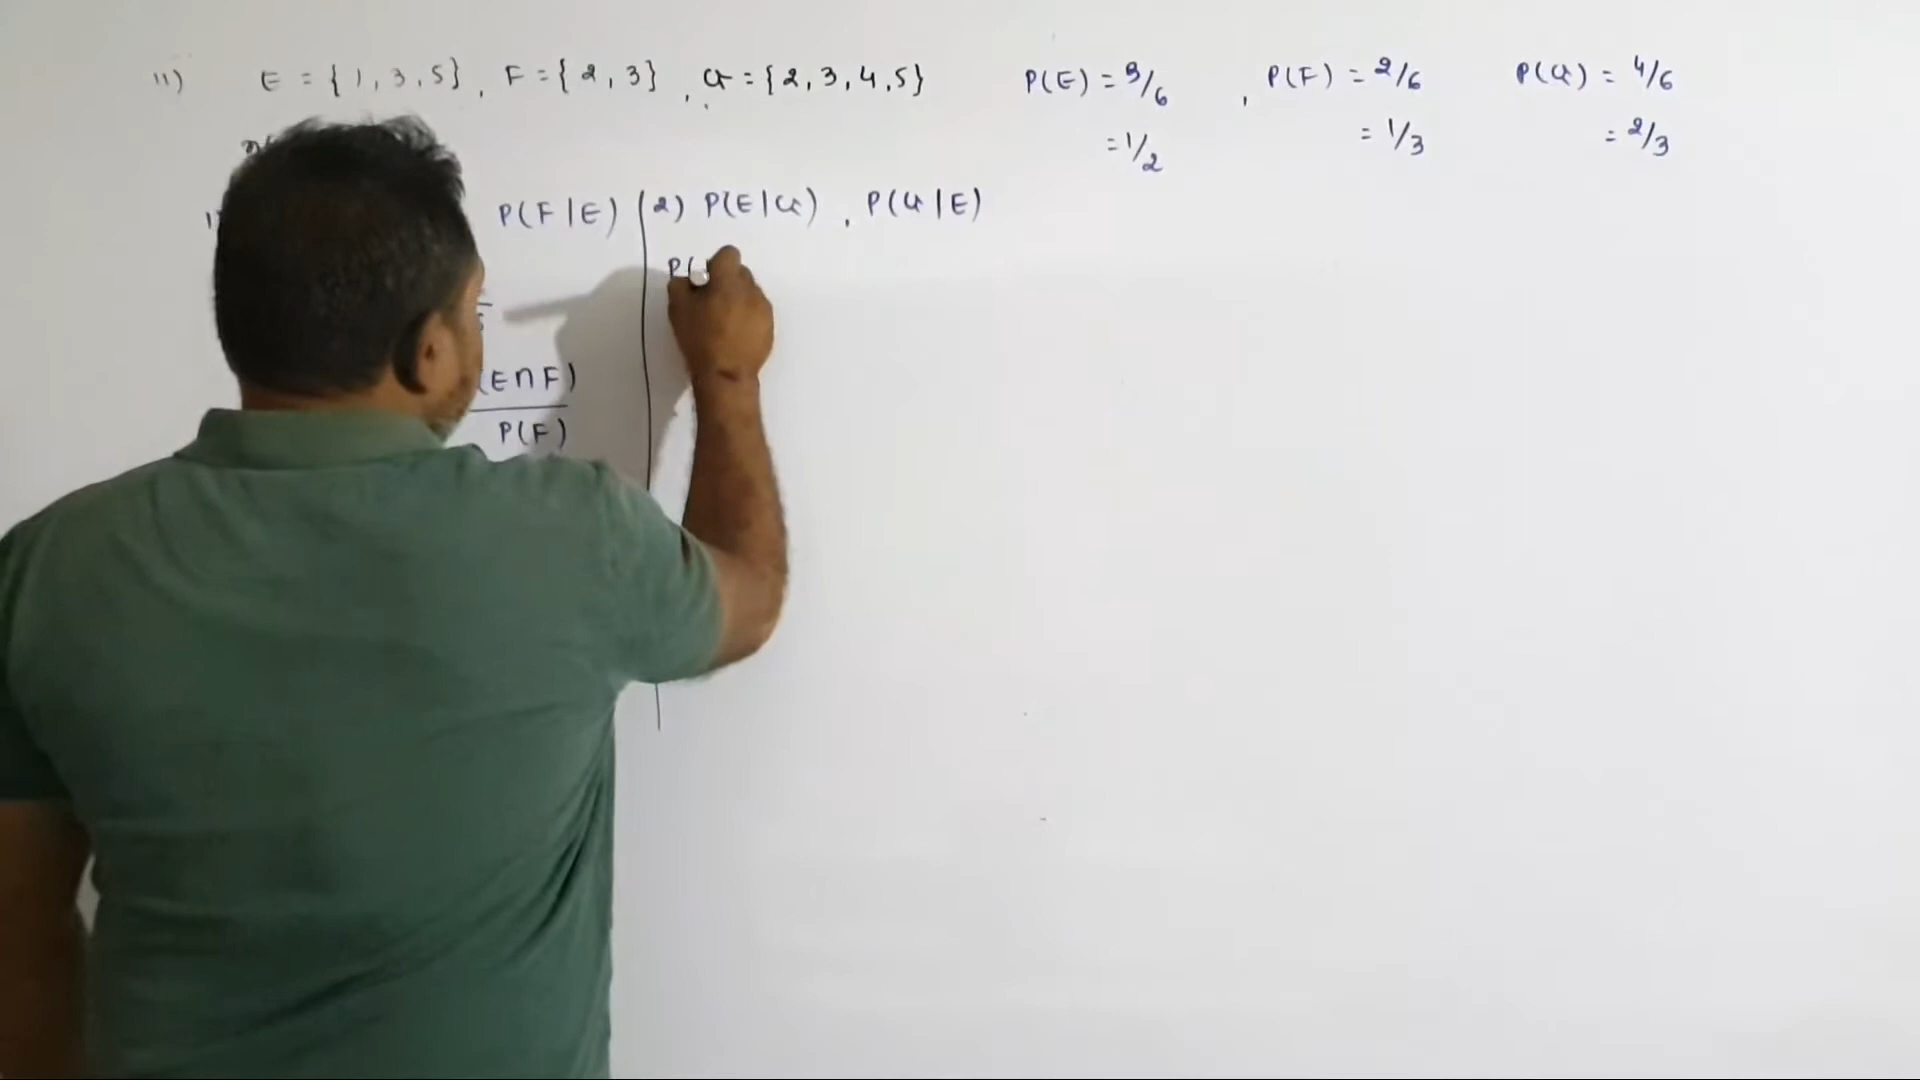 11) E = { 1, 3, 5} , F = { 2, 3} , G = {2, 3, 4, 5} P(E) = 3/6 , P(F) = 2/6 P(G) = 4/6
= 1/2 = 1/3 = 2/3
1) P(F|E) 2) P(E|G) , P(G|E)
P(
(E∩F)
P(F)